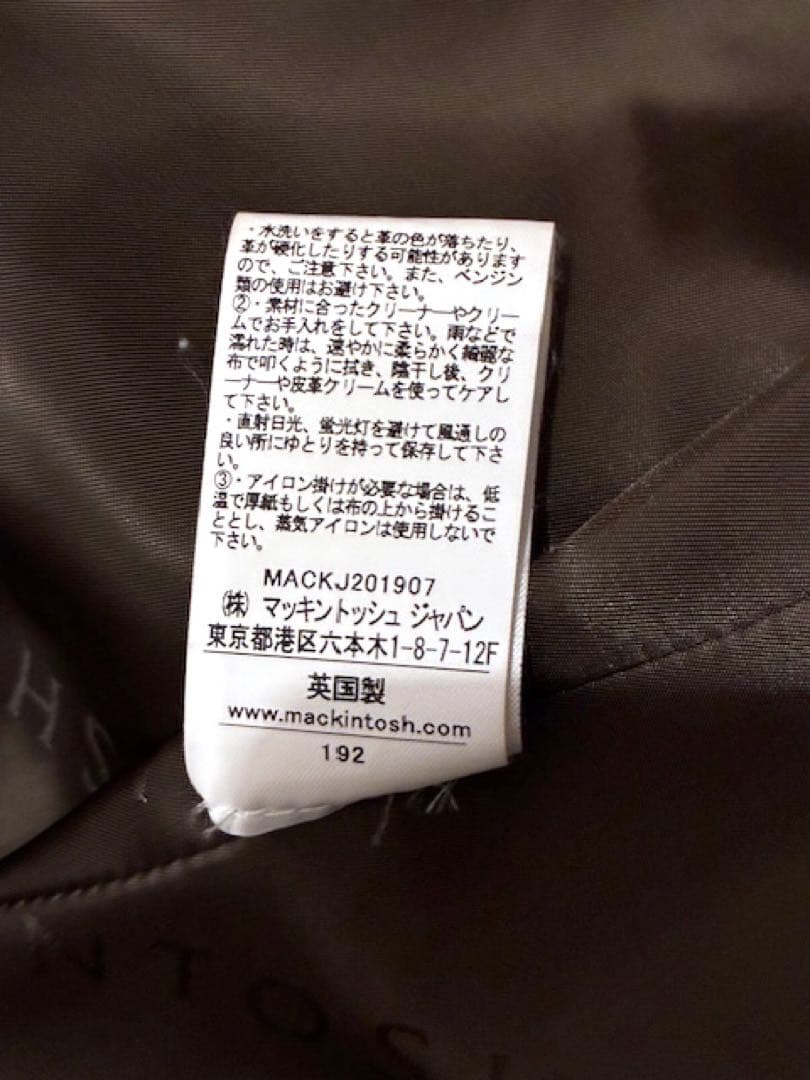 ・水洗いをすると革の色が落ちたり、
革が硬化したりする可能性があります
ので、ご注意下さい。また、ベンジン
類の使用はお避け下さい。
②・素材に合ったクリーナーやクリー
ムでお手入れをして下さい。雨などで
濡れた時は、速やかに柔らかく綺麗な
布で叩くように拭き、陰干し後、クリ
ーナーや皮革クリームを使ってケアし
て下さい。
・直射日光、蛍光灯を避けて風通しの
良い所にゆとりを持って保存して下さ
い。
③・アイロン掛けが必要な場合は、低
温で厚紙もしくは布の上から掛けるこ
ととし、蒸気アイロンは使用しないで
下さい。
MACKJ201907
㈱ マッキントッシュ ジャパン
東京都港区六本木1-8-7-12F
英国製
www.mackintosh.com
192
HS
NTOS